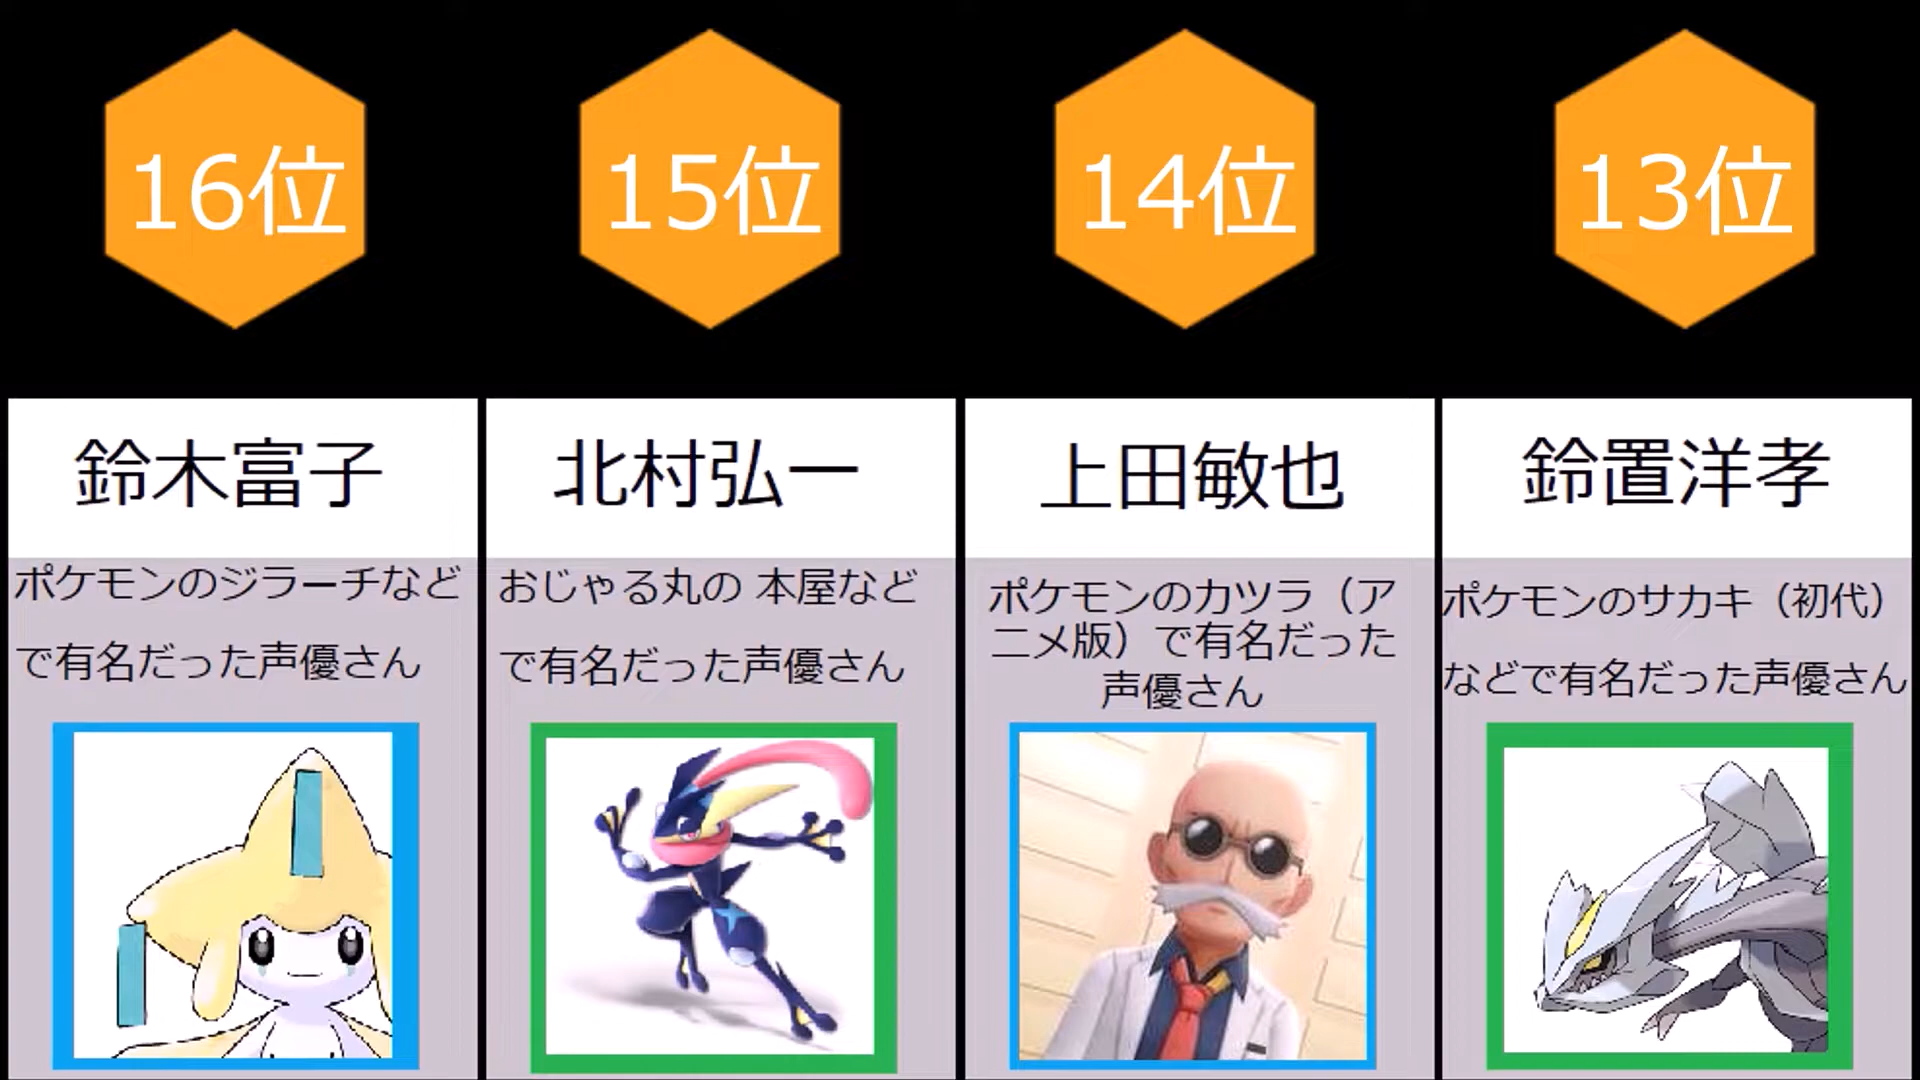 16位
15位
14位
13位
鈴木富子
北村弘一
上田敏也
鈴置洋孝
ポケモンのジラーチなど
で有名だった声優さん
おじゃる丸の 本屋など
で有名だった声優さん
ポケモンのカツラ（ア
ニメ版）で有名だった
声優さん
ポケモンのサカキ（初代）
などで有名だった声優さん